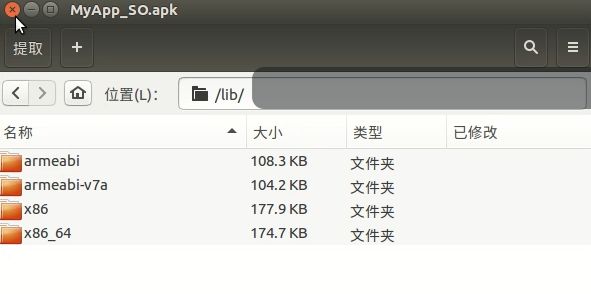 MyApp_SO.apk
提取
位置(L)： /lib/
名称 大小 类型 已修改
armeabi 108.3 KB 文件夹
armeabi-v7a 104.2 KB 文件夹
x86 177.9 KB 文件夹
x86_64 174.7 KB 文件夹